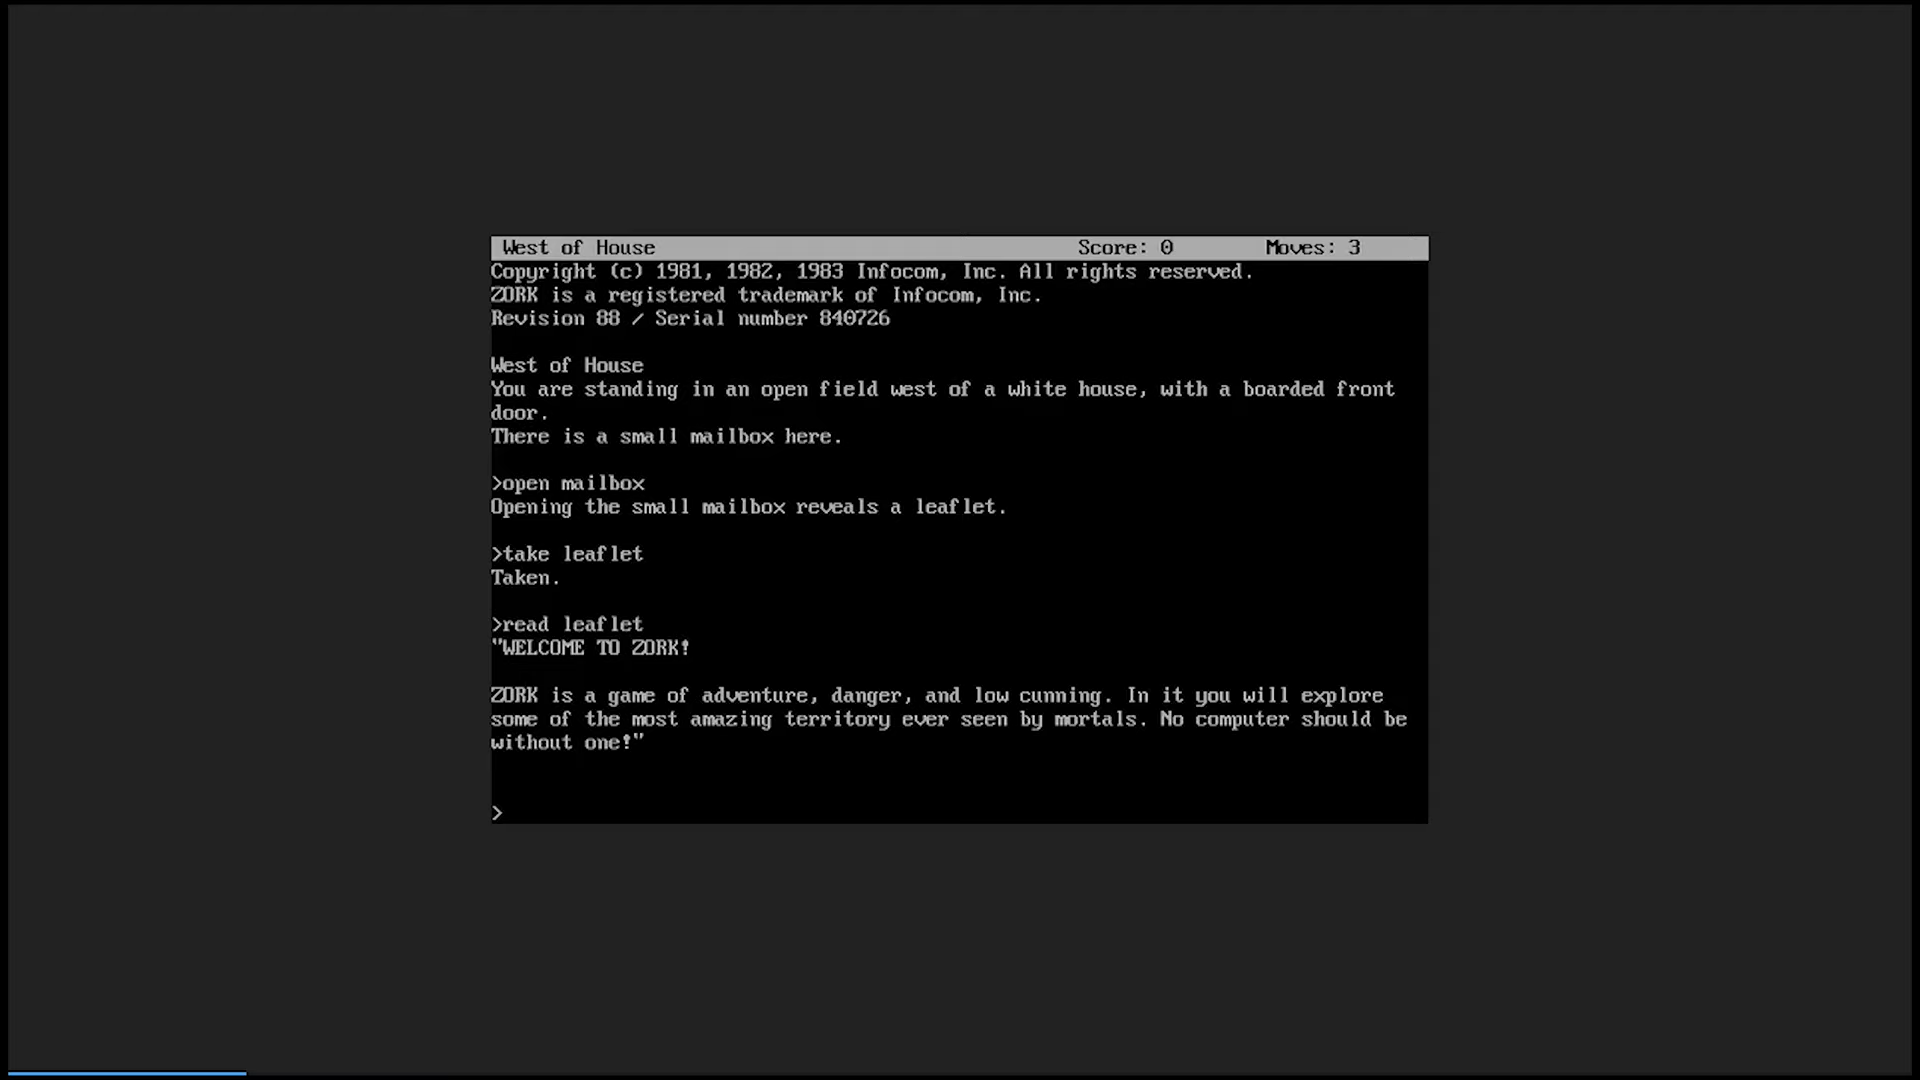 West of House Score: 0 Moves: 3
Copyright (c) 1981, 1982, 1983 Infocom, Inc. All rights reserved.
ZORK is a registered trademark of Infocom, Inc.
Revision 88 / Serial number 840726
West of House
You are standing in an open field west of a white house, with a boarded front
door.
There is a small mailbox here.
>open mailbox
Opening the small mailbox reveals a leaflet.
>take leaflet
Taken.
>read leaflet
"WELCOME TO ZORK!
ZORK is a game of adventure, danger, and low cunning. In it you will explore
some of the most amazing territory ever seen by mortals. No computer should be
without one!"
>